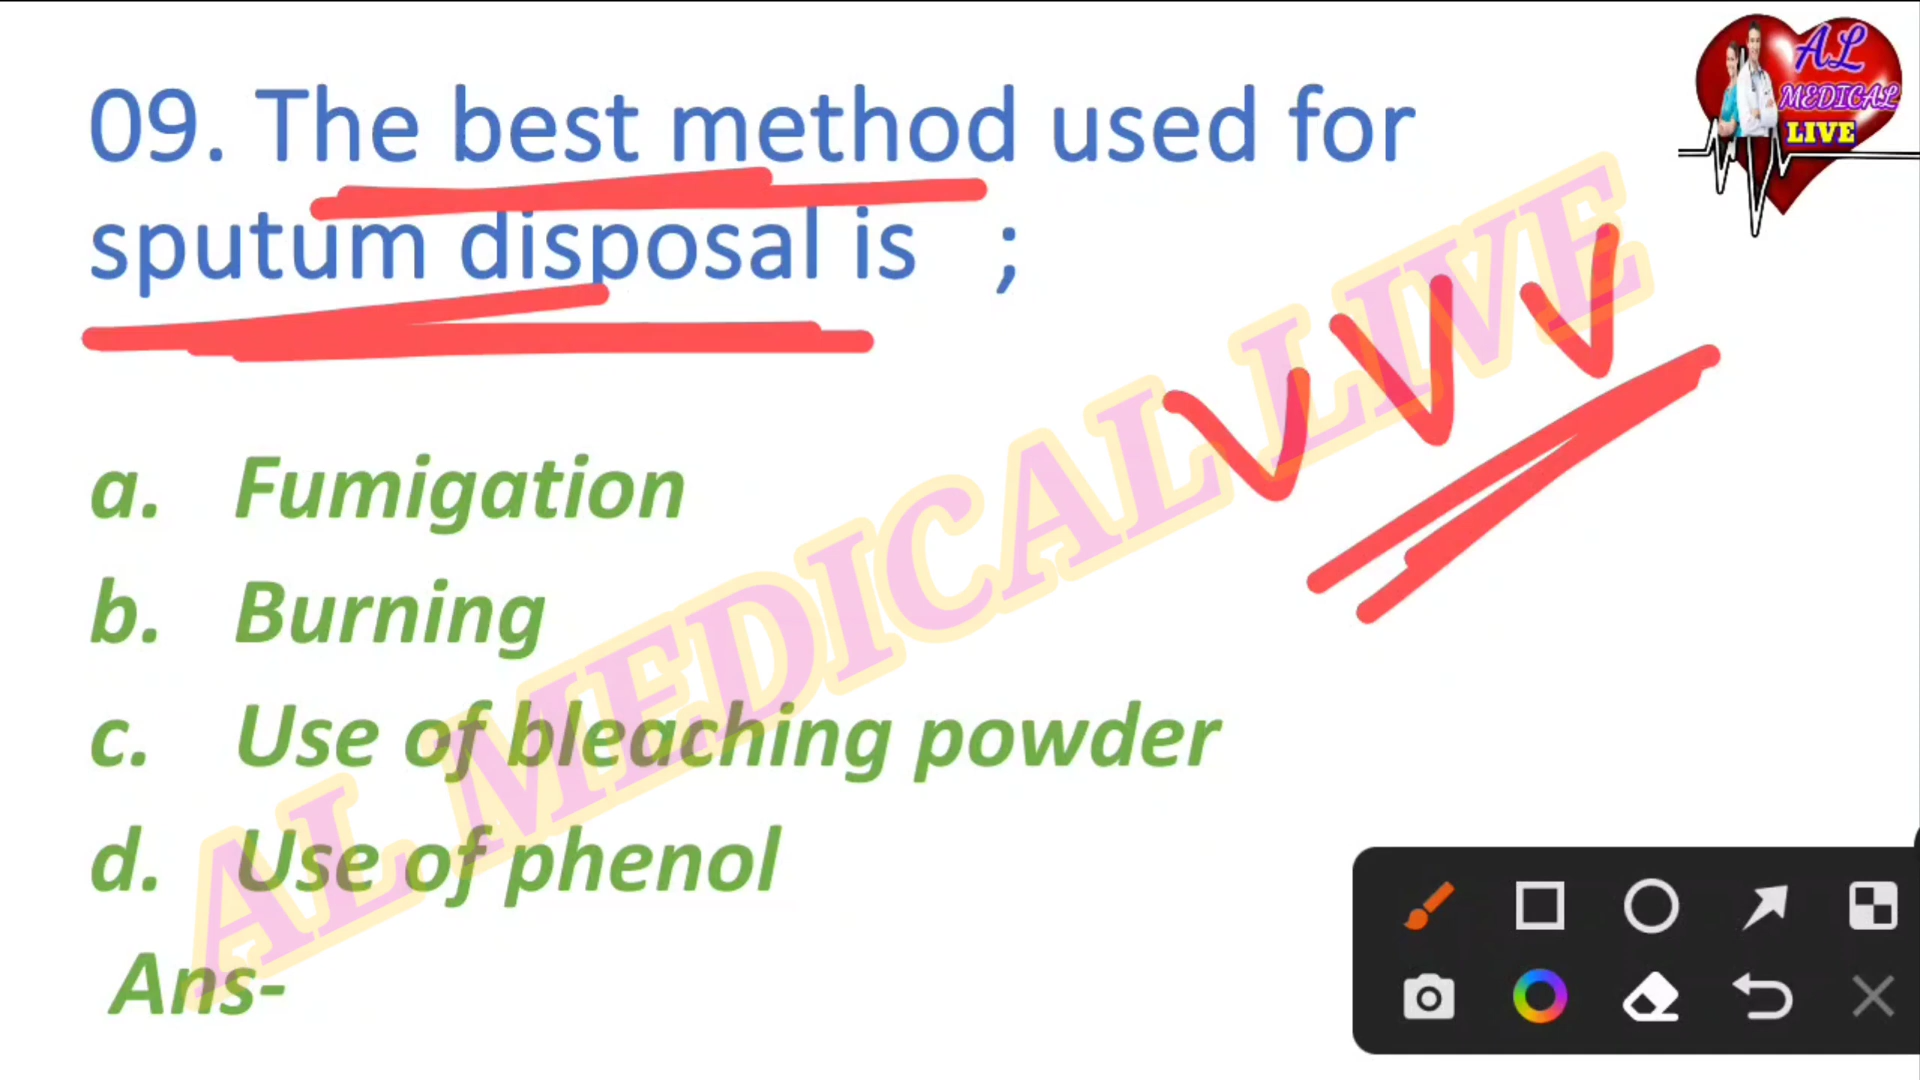 09. The best method used for
sputum disposal is ;
a. Fumigation
b. Burning
c. Use of bleaching powder
d. Use of phenol
Ans-
AL MEDICAL LIVE
AL
MEDICAL
LIVE